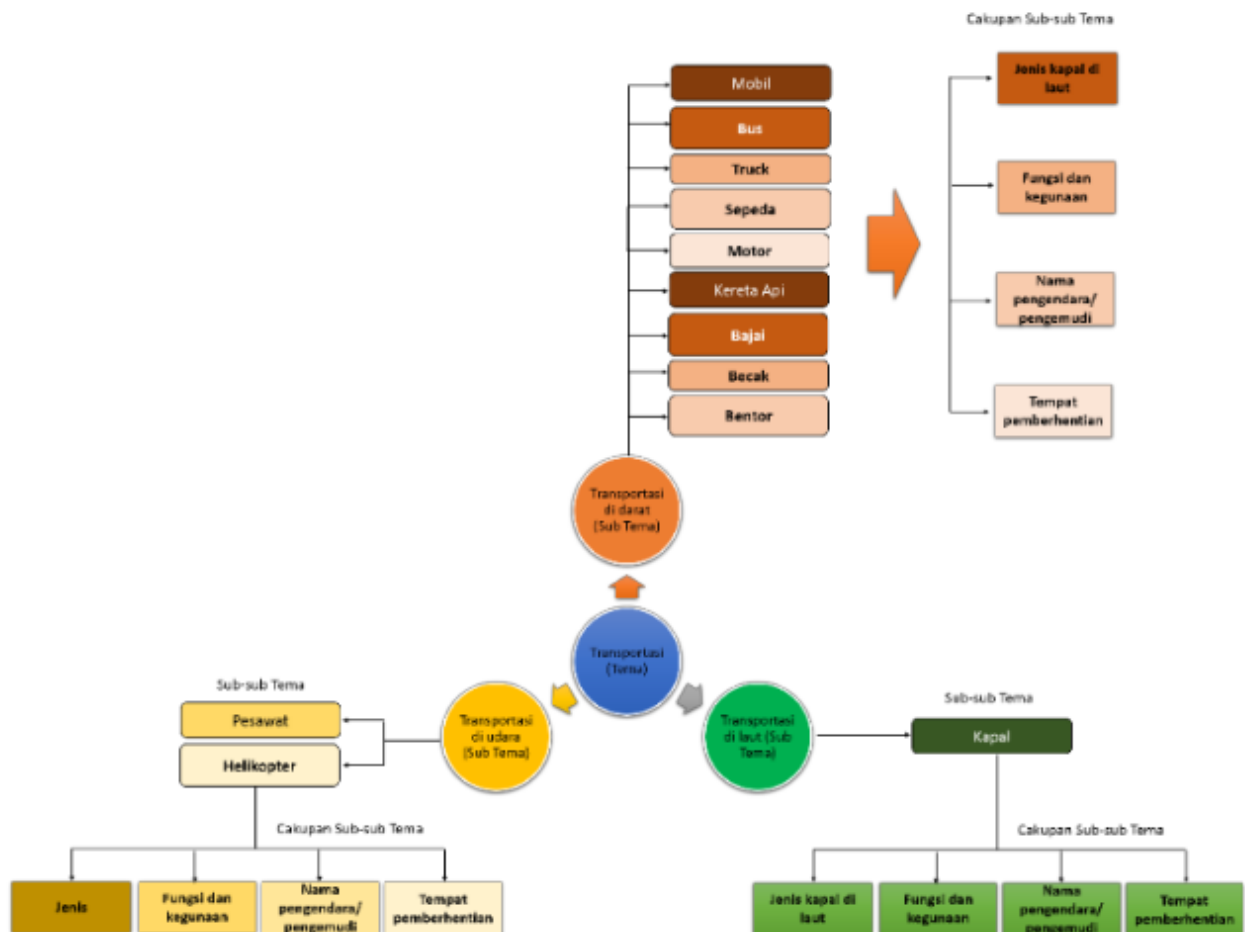 Cakupan Sub-sub Tema
Mobil
Bus
Truck
Sepeda
Motor
Kereta Api
Bajai
Becak
Bentor
Jenis kapal di
laut
Fungsi dan
kegunaan
Nama
pengendara/
pengemudi
Tempat
pemberhentian
Transportasi
di darat
(Sub Tema)
Transportasi
(Tema)
Sub-sub Tema
Pesawat
Helikopter
Transportasi
di udara
(Sub Tema)
Transportasi
di laut (Sub
Tema)
Sub-sub Tema
Kapal
Cakupan Sub-sub Tema
Jenis
Fungsi dan
kegunaan
Nama
pengendara/
pengemudi
Tempat
pemberhentian
Cakupan Sub-sub Tema
Jenis kapal di
laut
Fungsi dan
kegunaan
Nama
pengendara/
pengemudi
Tempat
pemberhentian